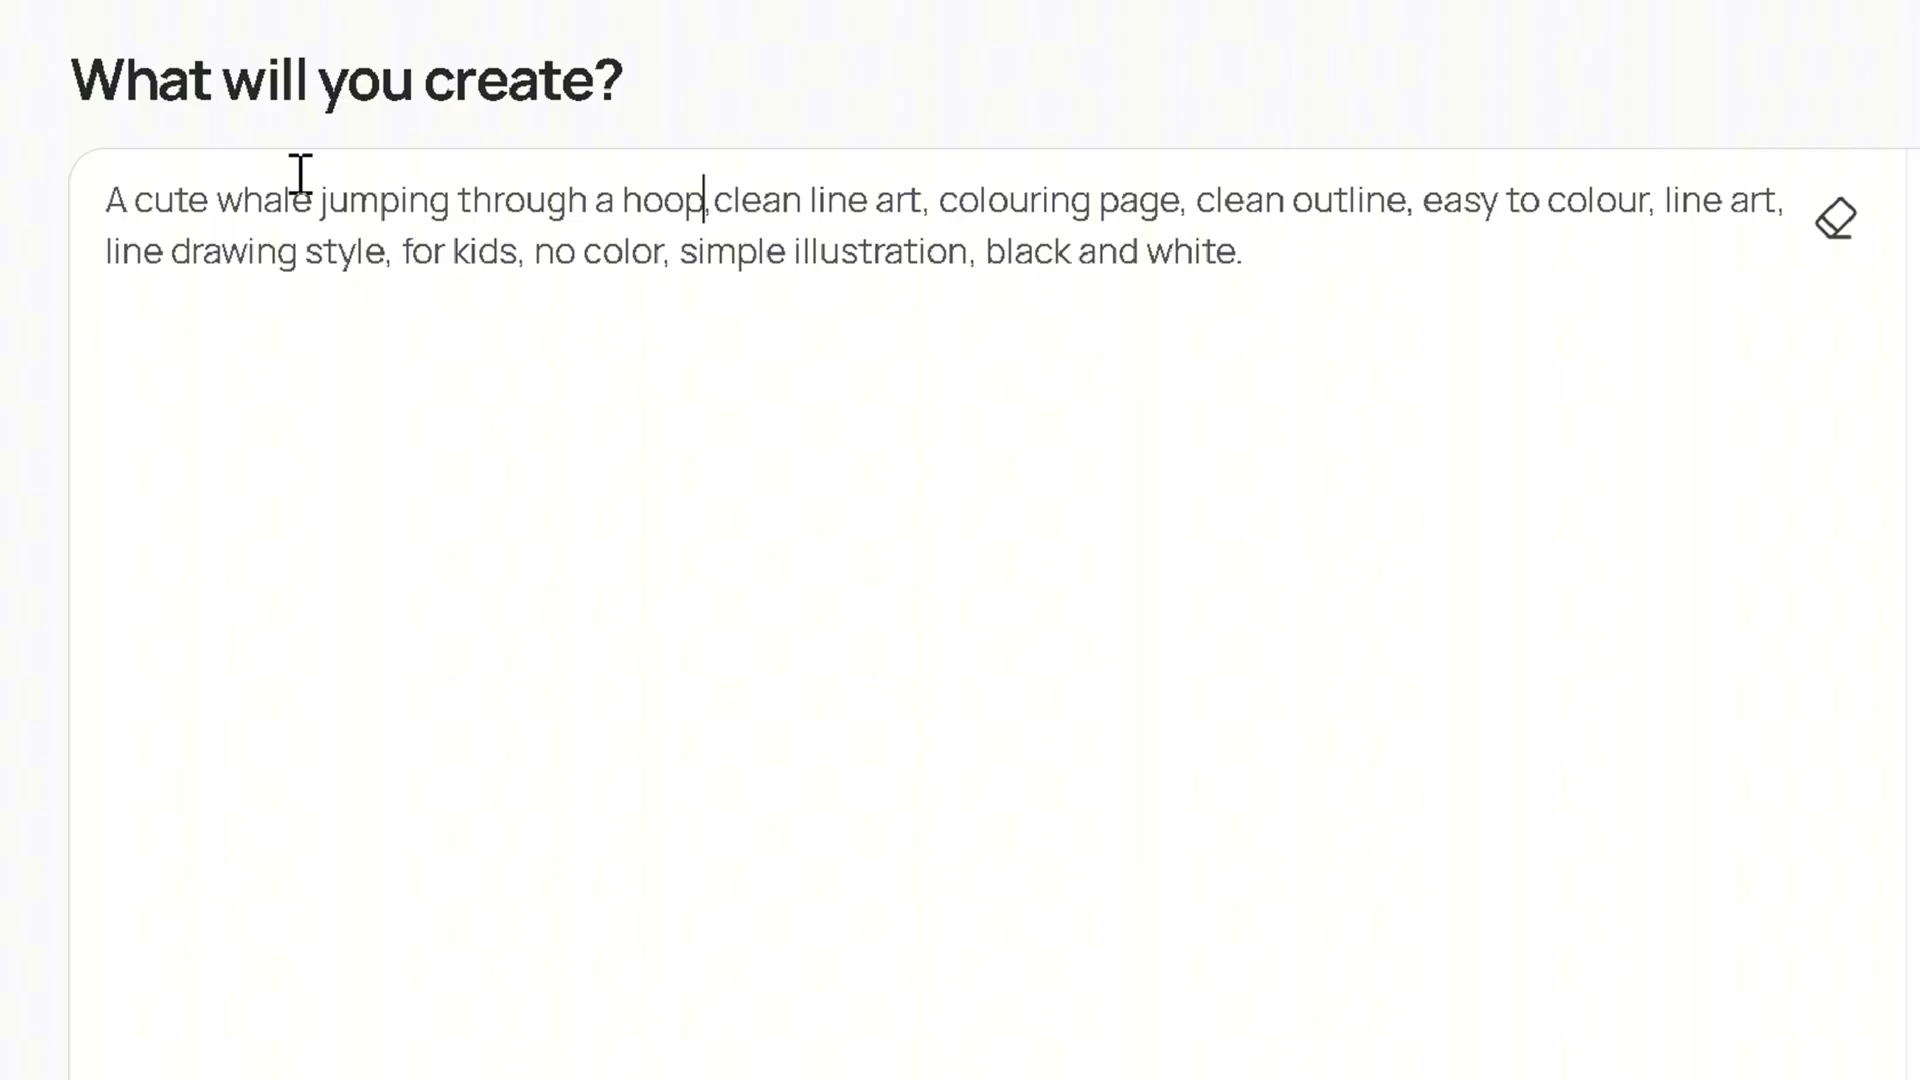 What will you create?
A cute whale jumping through a hoop, clean line art, colouring page, clean outline, easy to colour, line art,
line drawing style, for kids, no color, simple illustration, black and white.